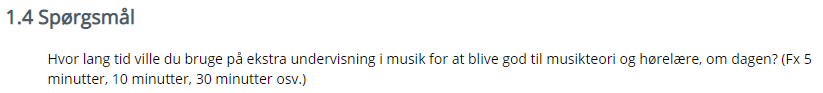 1.4 Spørgsmål
Hvor lang tid ville du bruge på ekstra undervisning i musik for at blive god til musikteori og hørelære, om dagen? (Fx 5
minutter, 10 minutter, 30 minutter osv.)